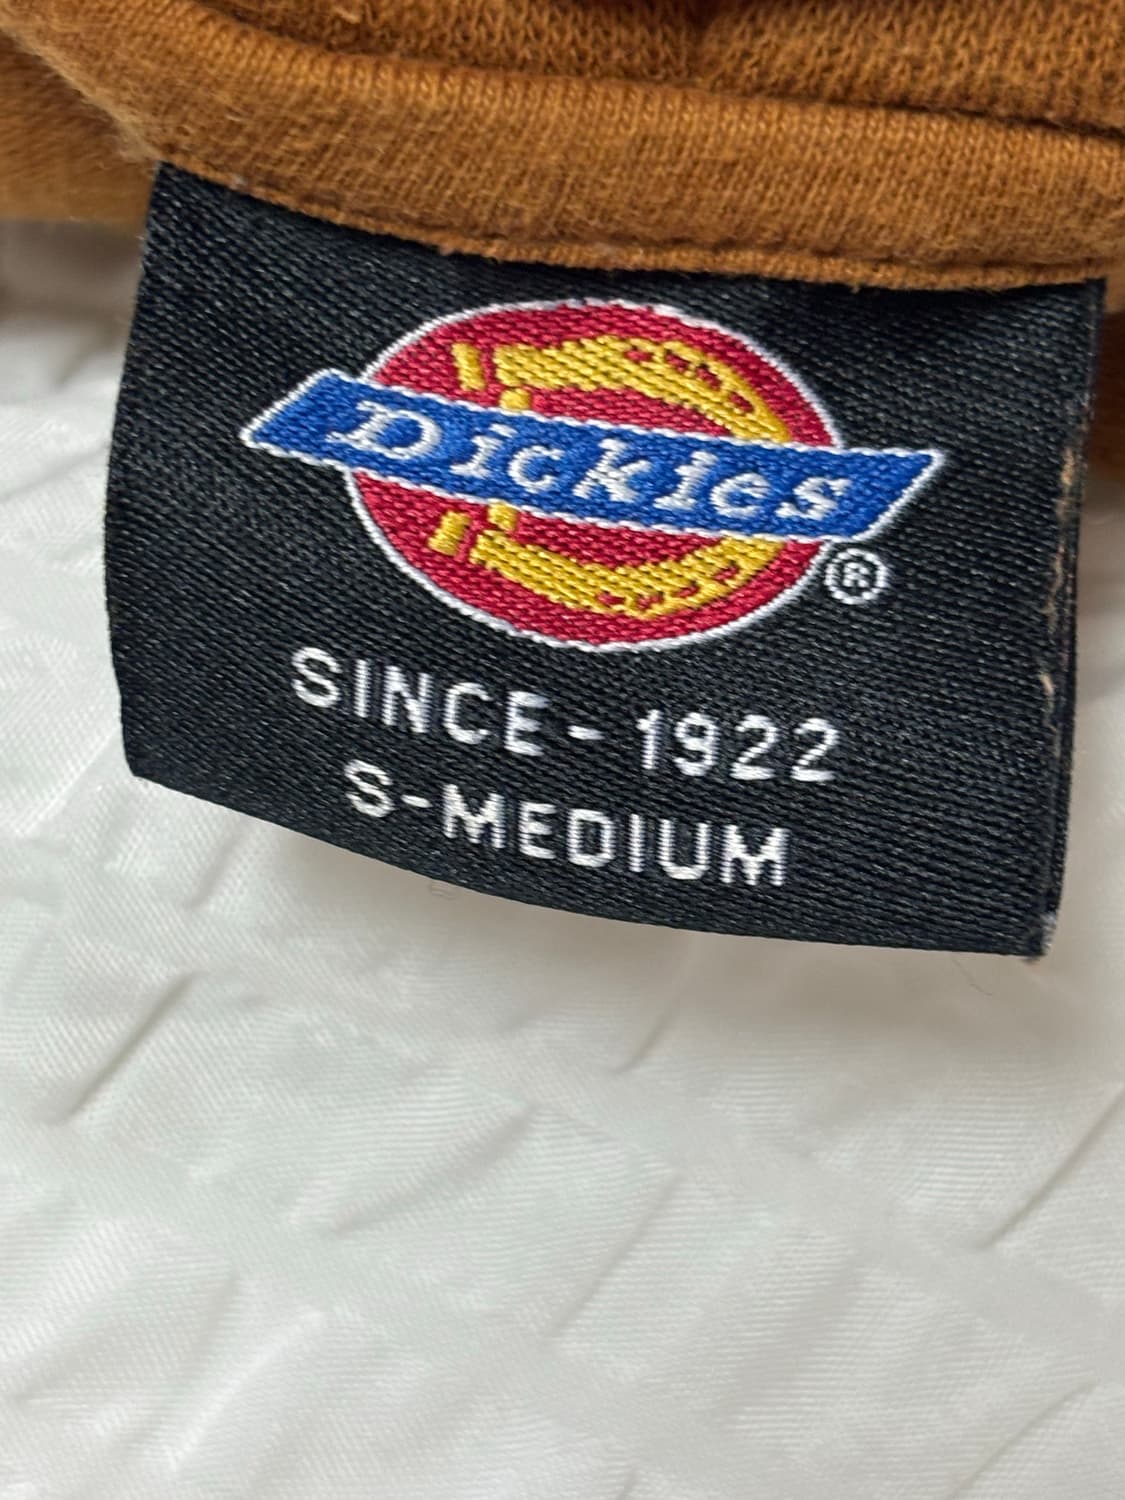 Dickies
®
SINCE-1922
S-MEDIUM